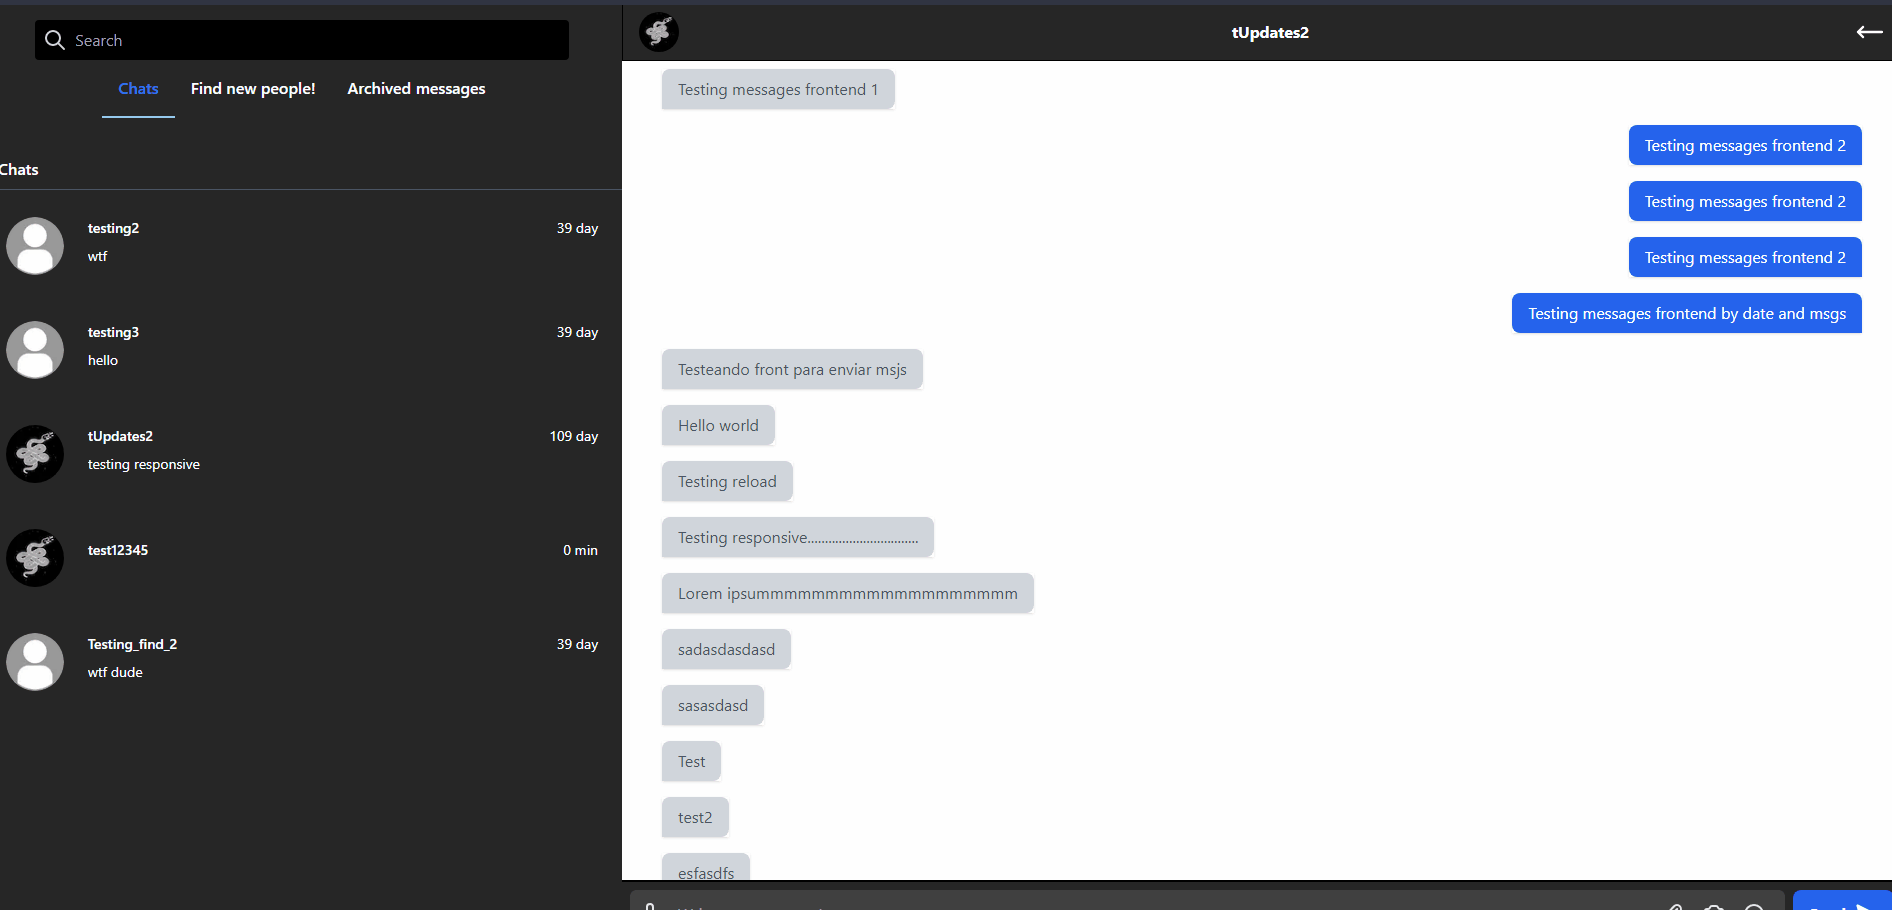 Search
Chats
Find new people!
Archived messages
Chats
testing2
39 day
wtf
testing3
39 day
hello
tUpdates2
109 day
testing responsive
test12345
0 min
Testing_find_2
39 day
wtf dude
tUpdates2
Testing messages frontend 1
Testing messages frontend 2
Testing messages frontend 2
Testing messages frontend 2
Testing messages frontend by date and msgs
Testeando front para enviar msjs
Hello world
Testing reload
Testing responsive................................
Lorem ipsummmmmmmmmmmmmmmmmmm
sadasdasdasd
sasasdasd
Test
test2
esfasdfs